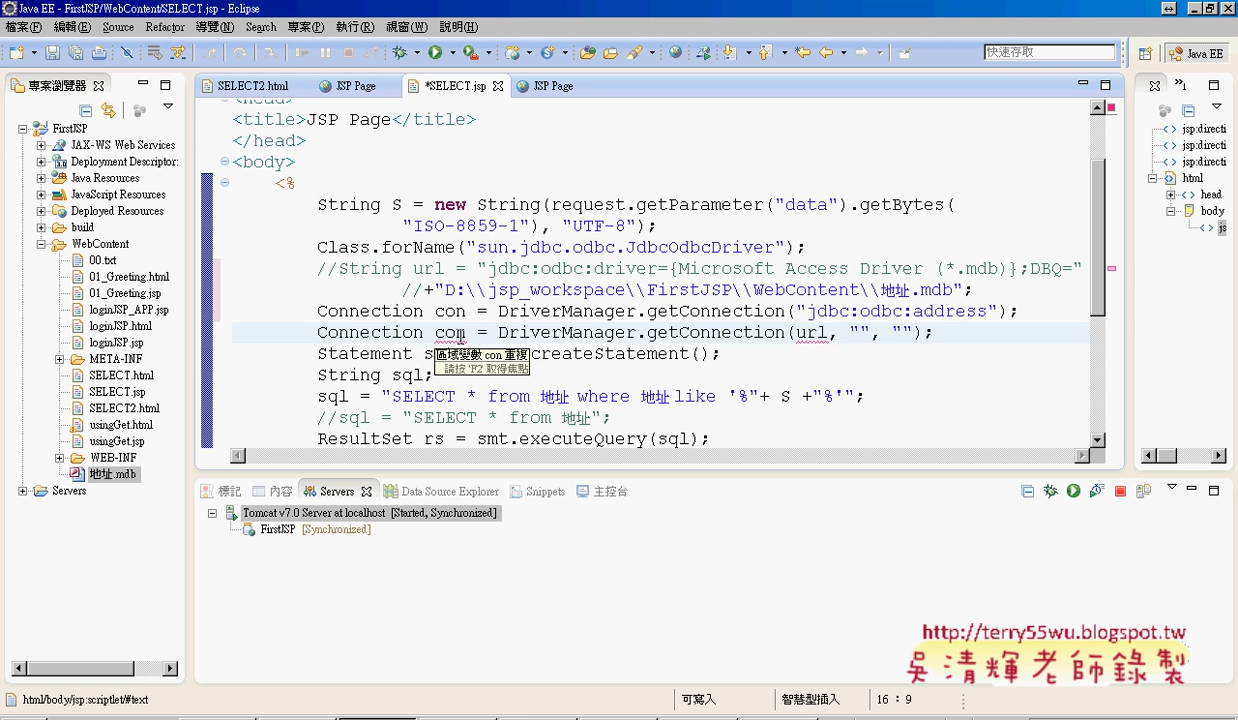 Java EE - FirstJSP/WebContent/SELECT.jsp - Eclipse
檔案(F) 編輯(E) Source Refactor 導覽(N) Search 專案(P) 執行(R) 視窗(W) 說明(H)
快速存取
Java EE
專案瀏覽器
SELECT2.html
JSP Page
*SELECT.jsp
JSP Page
FirstJSP
JAX-WS Web Services
Deployment Descriptor:
Java Resources
JavaScript Resources
Deployed Resources
build
WebContent
00.txt
01_Greeting.html
01_Greeting.jsp
loginJSP_APP.jsp
loginJSP.html
loginJSP.jsp
META-INF
SELECT.html
SELECT.jsp
SELECT2.html
usingGet.html
usingGet.jsp
WEB-INF
地址.mdb
Servers
<head>
<title>JSP Page</title>
</head>
<body>
<%
String S = new String(request.getParameter("data").getBytes(
"ISO-8859-1"), "UTF-8");
Class.forName("sun.jdbc.odbc.JdbcOdbcDriver");
//String url = "jdbc:odbc:driver={Microsoft Access Driver (*.mdb)};DBQ="
//+"D:\\jsp_workspace\\FirstJSP\\WebContent\\地址.mdb";
Connection con = DriverManager.getConnection("jdbc:odbc:address");
Connection con = DriverManager.getConnection(url, "", "");
Statement s createStatement();
區域變數 con 重複
請按 'F2' 取得焦點
String sql;
sql = "SELECT * from 地址 where 地址 like '%"+ S +"%'";
//sql = "SELECT * from 地址";
ResultSet rs = smt.executeQuery(sql);
»1
jsp:directi
jsp:directi
jsp:directi
html
head
body
js
標記 內容 Servers Data Source Explorer Snippets 主控台
Tomcat v7.0 Server at localhost [Started, Synchronized]
FirstJSP [Synchronized]
http://terry55wu.blogspot.tw
吳清輝老師錄製
html/body/jsp:scriptlet/#text
可寫入
智慧型插入
16 : 9